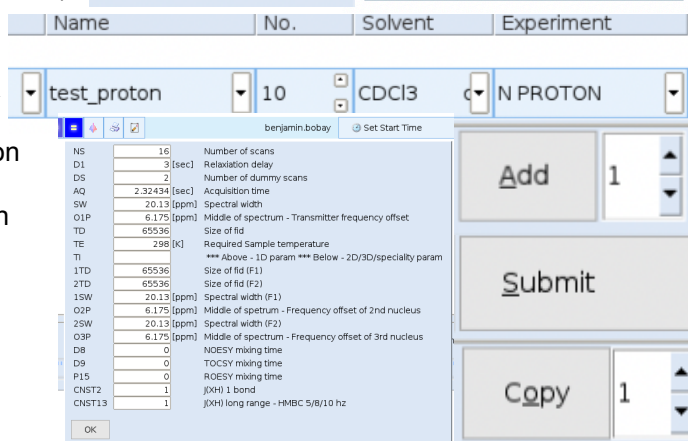 Name No. Solvent Experiment
test_proton 10 CDCl3 N PROTON
on
n
benjamin.bobay Set Start Time
NS 16 Number of scans
D1 3 [sec] Relaxiation delay
DS 2 Number of dummy scans
AQ 2.32434 [sec] Acquisition time
SW 20.13 [ppm] Spectral width
O1P 6.175 [ppm] Middle of spectrum - Transmitter frequency offset
TD 65536 Size of fid
TE 298 [K] Required Sample temperature
TI *** Above - 1D param *** Below - 2D/3D/speciality param
1TD 65536 Size of fid (F1)
2TD 65536 Size of fid (F2)
1SW 20.13 [ppm] Spectral width (F1)
O2P 6.175 [ppm] Middle of spetrum - Frequency offset of 2nd nucleus
2SW 20.13 [ppm] Spectral width (F2)
O3P 6.175 [ppm] Middle of spectrum - Frequency offset of 3rd nucleus
D8 0 NOESY mixing time
D9 0 TOCSY mixing time
P15 0 ROESY mixing time
CNST2 1 J(XH) 1 bond
CNST13 1 J(XH) long range - HMBC 5/8/10 hz
OK
Add 1
Submit
Copy 1